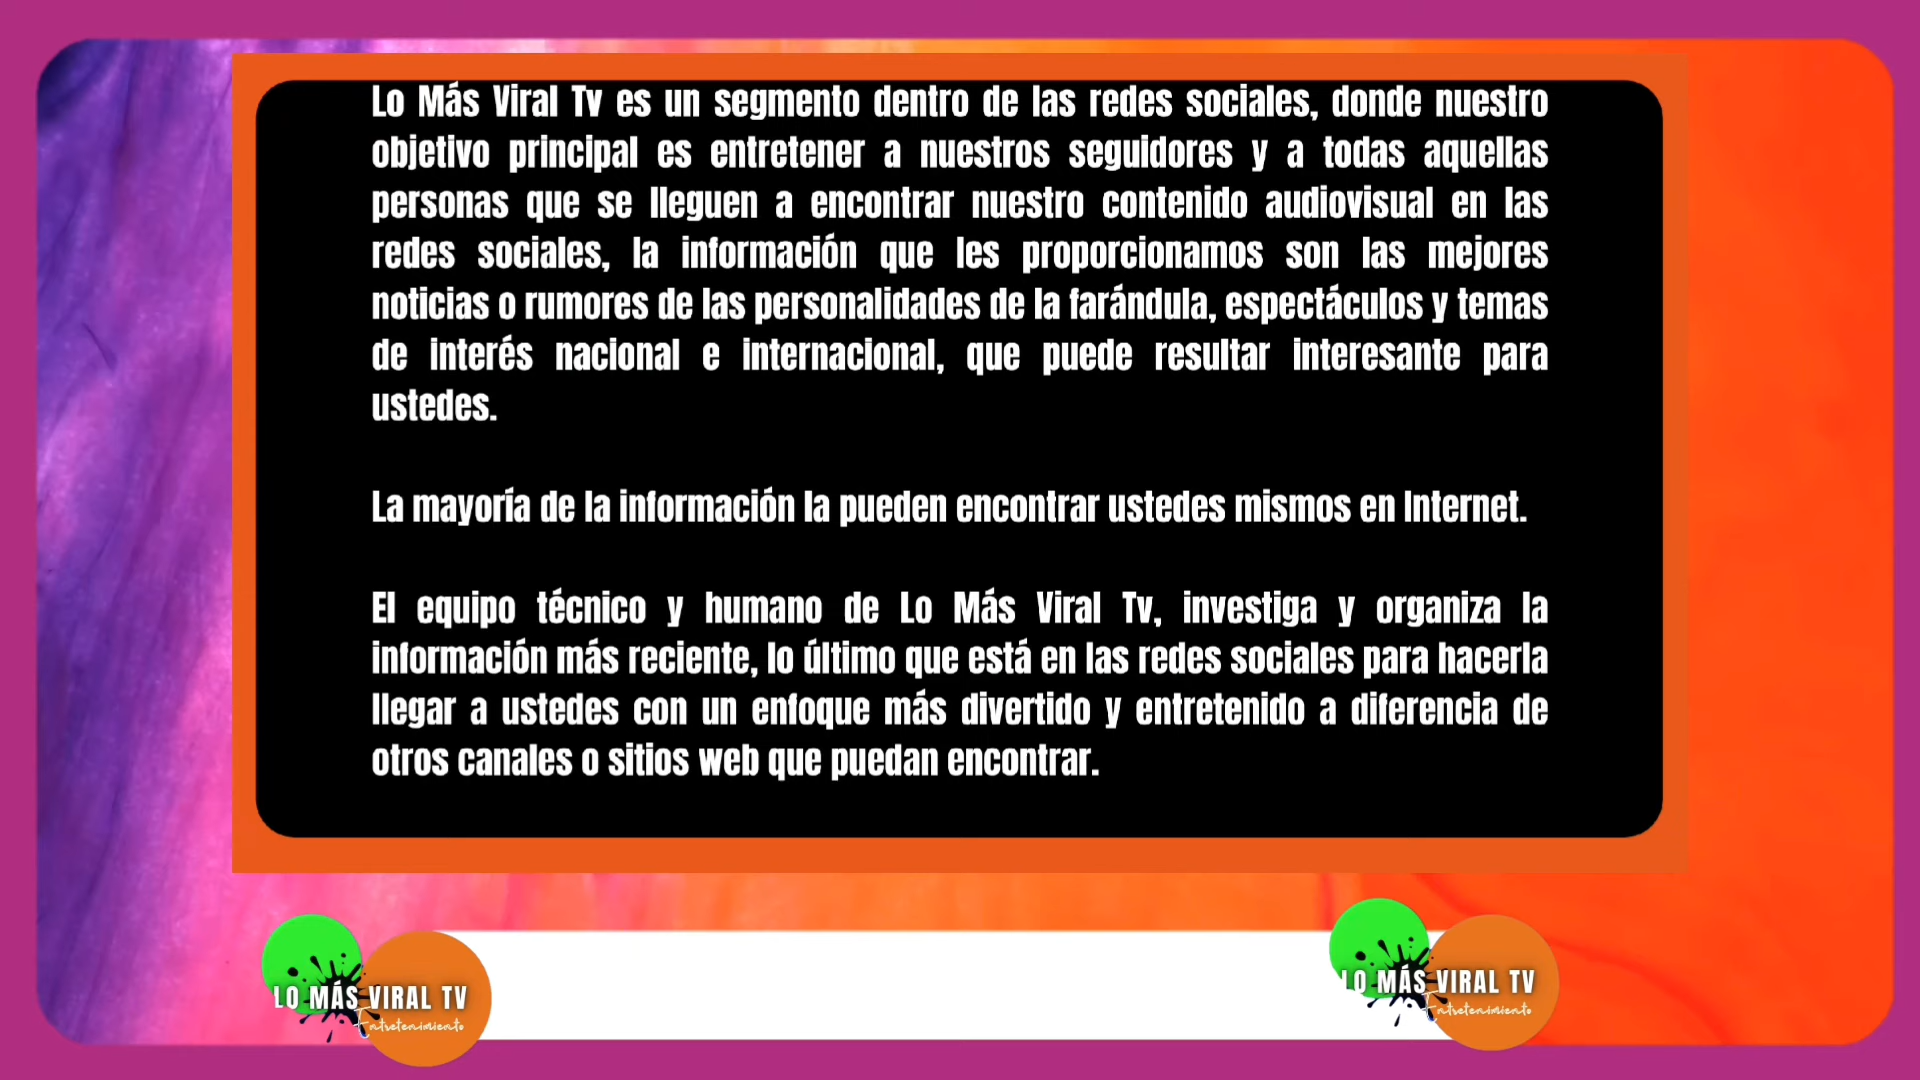 Lo Más Viral Tv es un segmento dentro de las redes sociales, donde nuestro
objetivo principal es entretener a nuestros seguidores y a todas aquellas
personas que se lleguen a encontrar nuestro contenido audiovisual en las
redes sociales, la información que les proporcionamos son las mejores
noticias o rumores de las personalidades de la farándula, espectáculos y temas
de interés nacional e internacional, que puede resultar interesante para
ustedes.
La mayoría de la información la pueden encontrar ustedes mismos en Internet.
El equipo técnico y humano de Lo Más Viral Tv, investiga y organiza la
información más reciente, lo último que está en las redes sociales para hacerla
llegar a ustedes con un enfoque más divertido y entretenido a diferencia de
otros canales o sitios web que puedan encontrar.
LO MÁS VIRAL TV
Entretenimiento
LO MÁS VIRAL TV
Entretenimiento